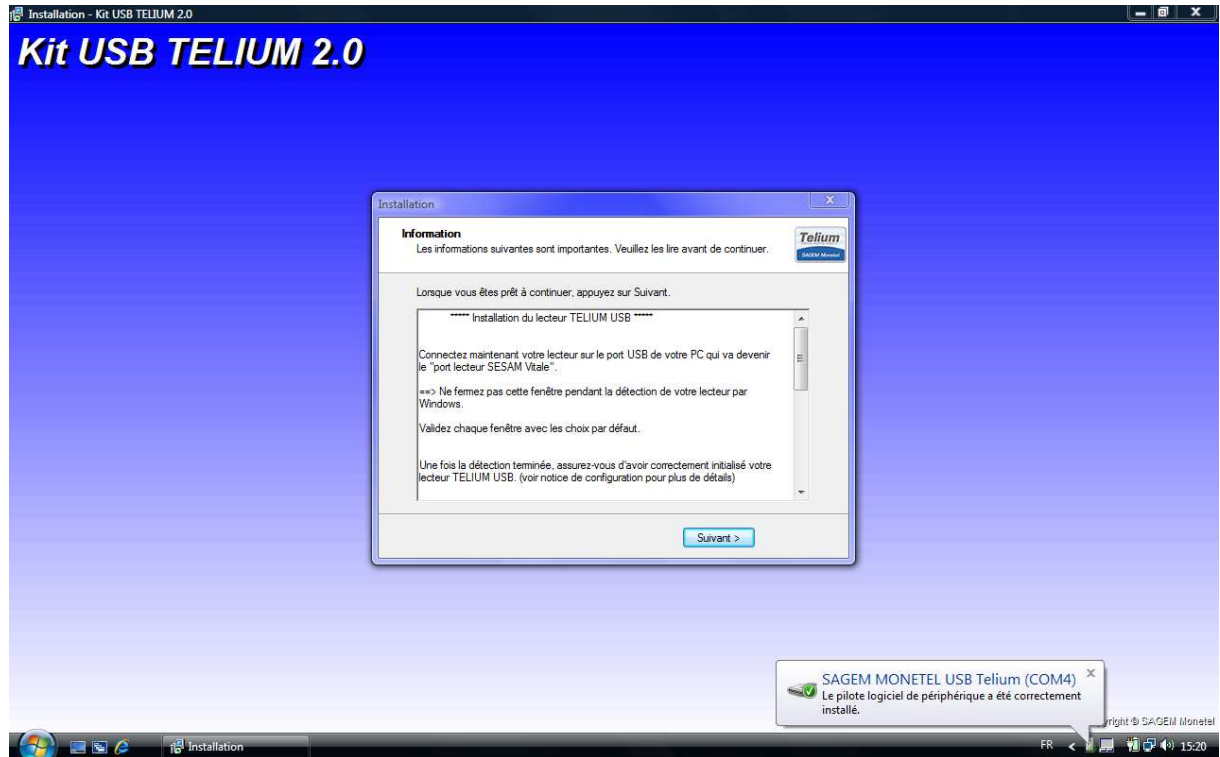 Installation - Kit USB TELIUM 2.0
Kit USB TELIUM 2.0
Installation
Information
Les informations suivantes sont importantes. Veuillez les lire avant de continuer.
Telium
SAGEM Monetel
Lorsque vous êtes prêt à continuer, appuyez sur Suivant.
***** Installation du lecteur TELIUM USB *****
Connectez maintenant votre lecteur sur le port USB de votre PC qui va devenir
le "port lecteur SESAM Vitale".
==> Ne fermez pas cette fenêtre pendant la détection de votre lecteur par
Windows.
Validez chaque fenêtre avec les choix par défaut.
Une fois la détection terminée, assurez-vous d'avoir correctement initialisé votre
lecteur TELIUM USB. (voir notice de configuration pour plus de détails)
Suivant >
SAGEM MONETEL USB Telium (COM4)
Le pilote logiciel de périphérique a été correctement
installé.
yright © SAGEM Monetel
Installation
FR
15:20